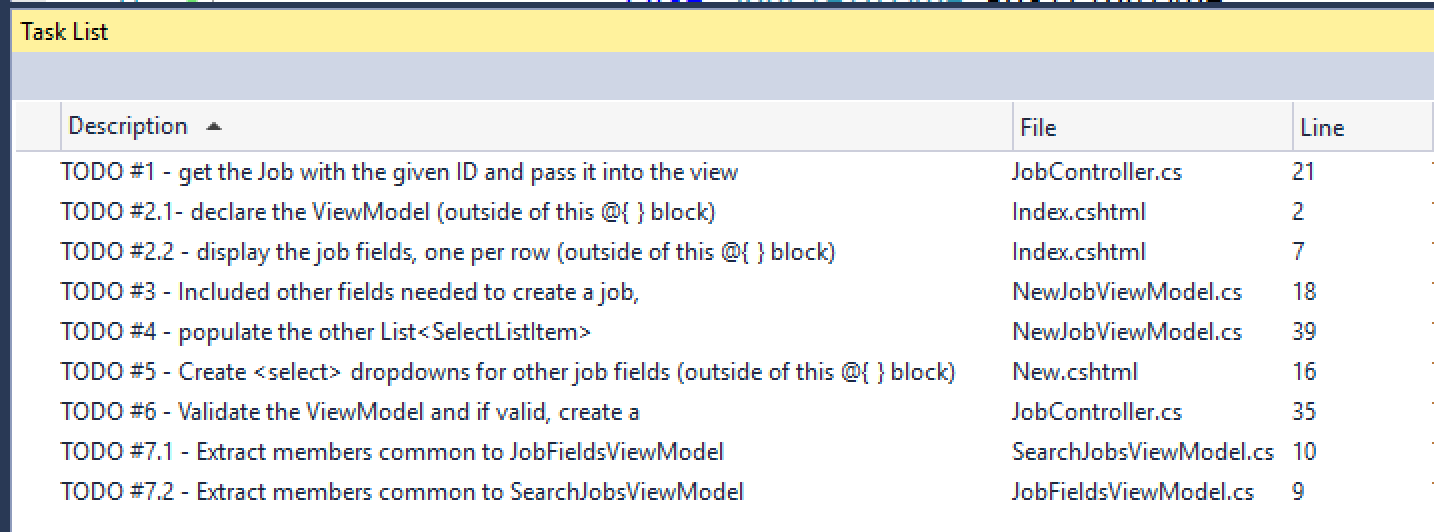 Task List
Description File Line
TODO #1 - get the Job with the given ID and pass it into the view JobController.cs 21
TODO #2.1- declare the ViewModel (outside of this @{ } block) Index.cshtml 2
TODO #2.2 - display the job fields, one per row (outside of this @{ } block) Index.cshtml 7
TODO #3 - Included other fields needed to create a job, NewJobViewModel.cs 18
TODO #4 - populate the other List<SelectListItem> NewJobViewModel.cs 39
TODO #5 - Create <select> dropdowns for other job fields (outside of this @{ } block) New.cshtml 16
TODO #6 - Validate the ViewModel and if valid, create a JobController.cs 35
TODO #7.1 - Extract members common to JobFieldsViewModel SearchJobsViewModel.cs 10
TODO #7.2 - Extract members common to SearchJobsViewModel JobFieldsViewModel.cs 9